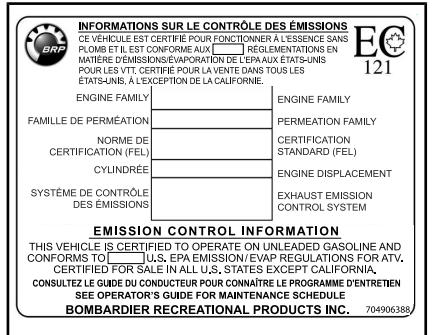 INFORMATIONS SUR LE CONTRÔLE DES ÉMISSIONS
CE VÉHICULE EST CERTIFIÉ POUR FONCTIONNER À L'ESSENCE SANS
PLOMB ET IL EST CONFORME AUX RÉGLEMENTATIONS EN
MATIÈRE D'ÉMISSIONS/ÉVAPORATION DE L'EPA AUX ÉTATS-UNIS
POUR LES VTT. CERTIFIÉ POUR LA VENTE DANS TOUS LES
ÉTATS-UNIS, À L'EXCEPTION DE LA CALIFORNIE.
BRP
EC
121
ENGINE FAMILY ENGINE FAMILY
FAMILLE DE PERMÉATION PERMEATION FAMILY
NORME DE CERTIFICATION
CERTIFICATION (FEL) STANDARD (FEL)
CYLINDRÉE ENGINE DISPLACEMENT
SYSTÈME DE CONTRÔLE EXHAUST EMISSION
DES ÉMISSIONS CONTROL SYSTEM
EMISSION CONTROL INFORMATION
THIS VEHICLE IS CERTIFIED TO OPERATE ON UNLEADED GASOLINE AND
CONFORMS TO U.S. EPA EMISSION/EVAP REGULATIONS FOR ATV.
CERTIFIED FOR SALE IN ALL U.S. STATES EXCEPT CALIFORNIA.
CONSULTEZ LE GUIDE DU CONDUCTEUR POUR CONNAÎTRE LE PROGRAMME D'ENTRETIEN
SEE OPERATOR'S GUIDE FOR MAINTENANCE SCHEDULE
BOMBARDIER RECREATIONAL PRODUCTS INC. 704906388